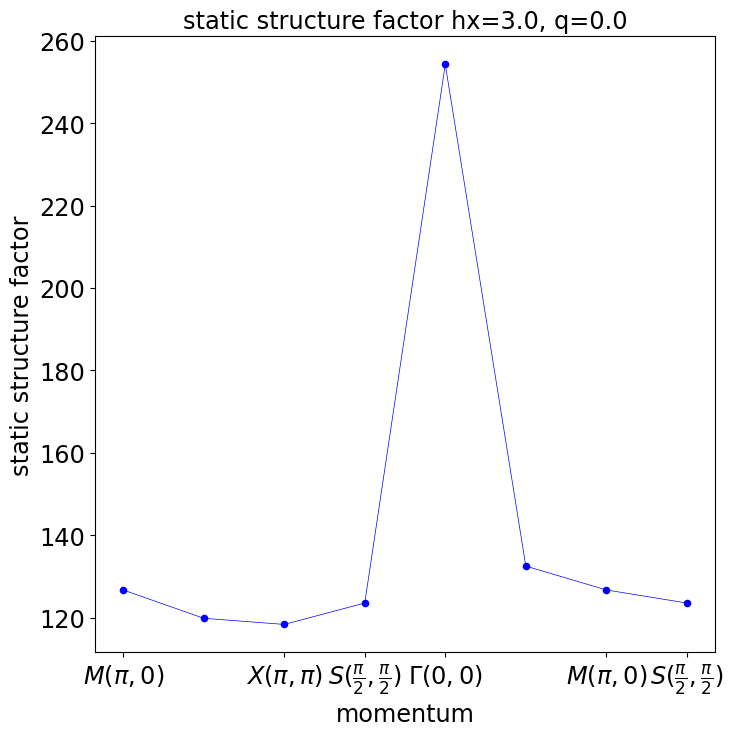 static structure factor hx=3.0, q=0.0
static structure factor
260
240
220
200
180
160
140
120
M(π, 0)
X(π, π)
S(π/2, π/2)
Γ(0, 0)
M(π, 0)
S(π/2, π/2)
momentum